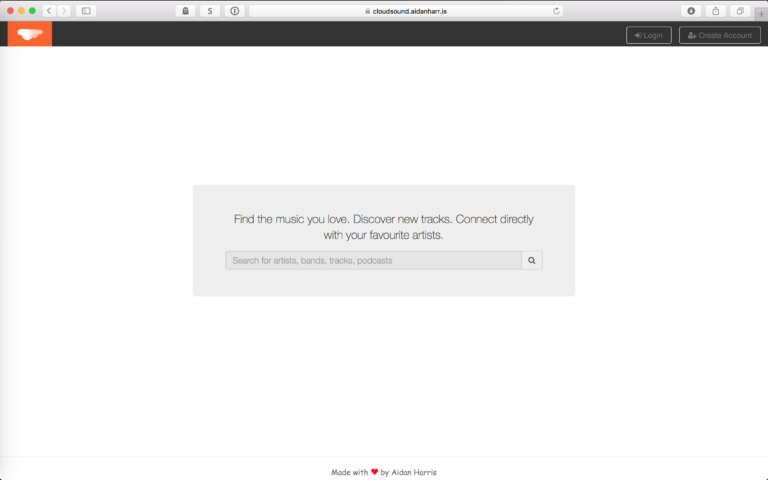 S
cloudsound.aidanharr.is
Login
Create Account
Find the music you love. Discover new tracks. Connect directly
with your favourite artists.
Search for artists, bands, tracks, podcasts
Made with ❤ by Aidan Harris